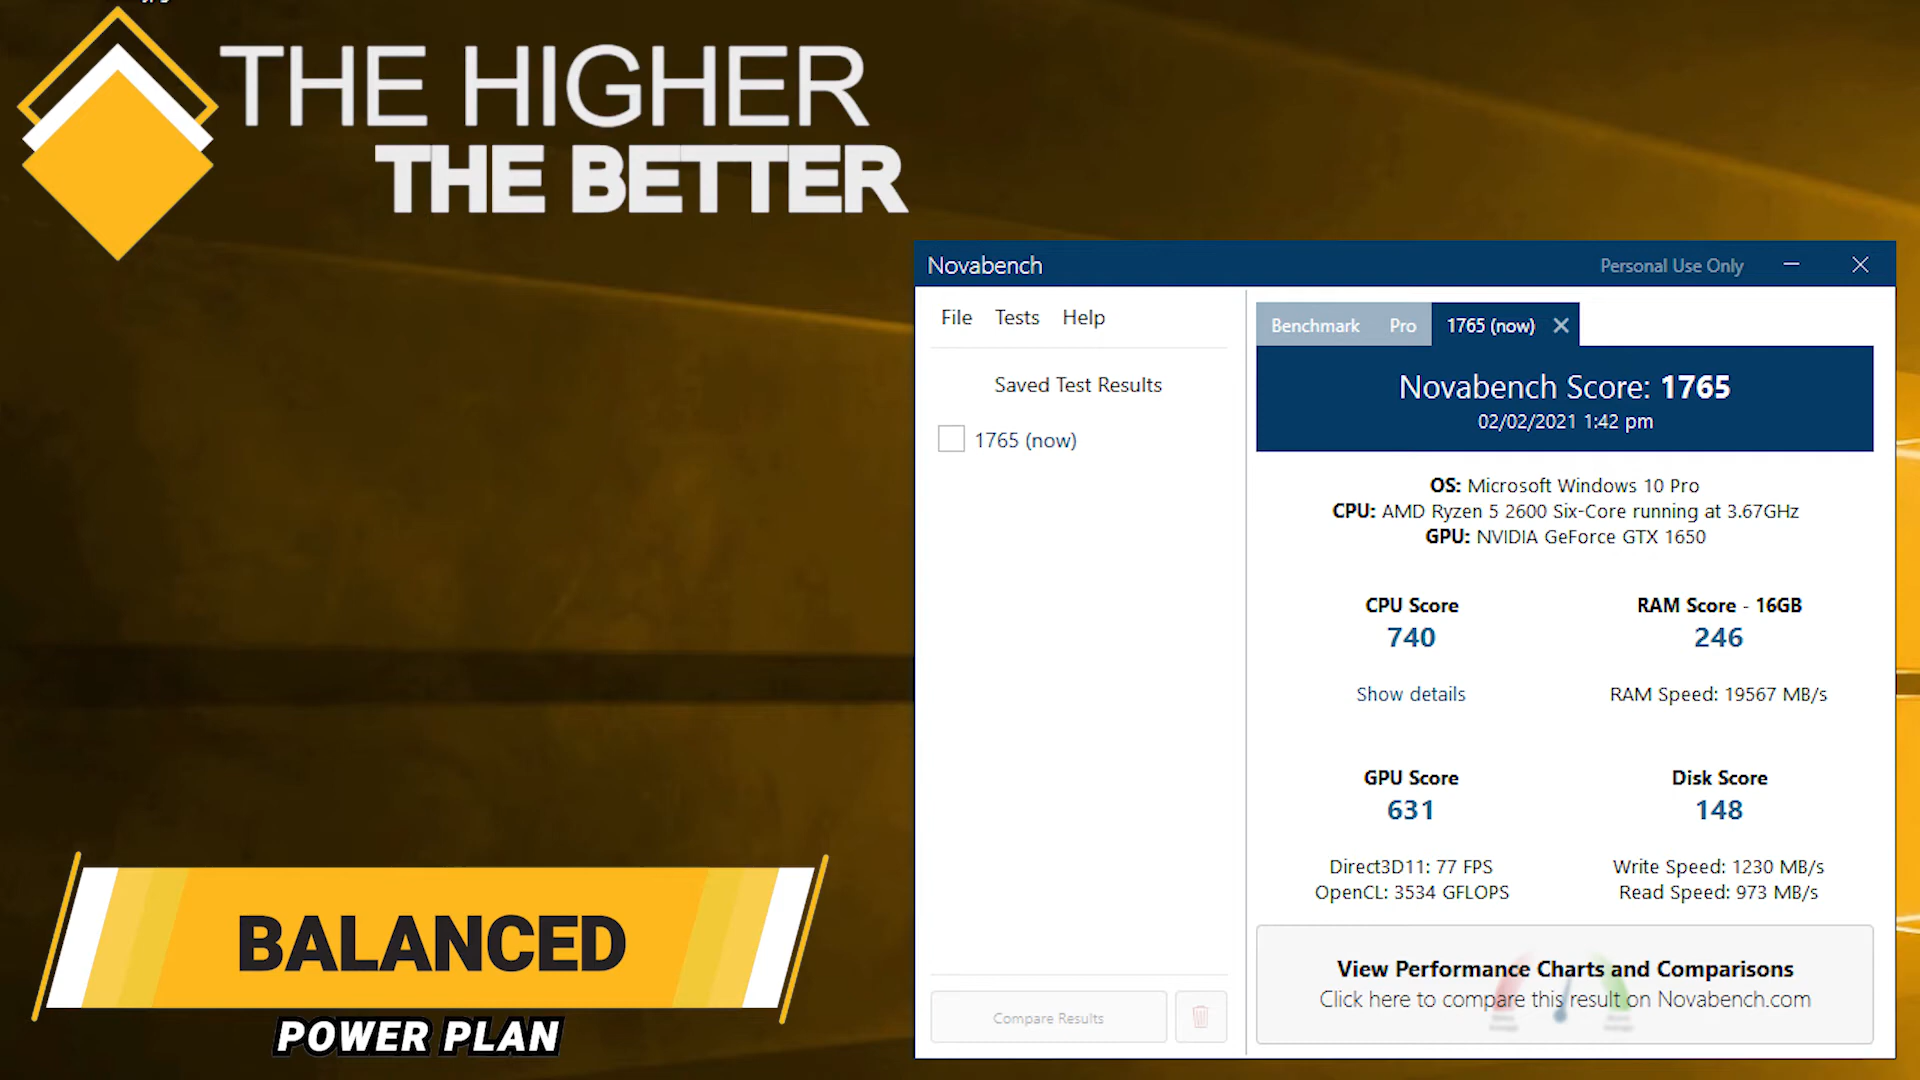 THE HIGHER
THE BETTER
Novabench
Personal Use Only
File Tests Help
Saved Test Results
1765 (now)
Benchmark Pro 1765 (now)
Novabench Score: 1765
02/02/2021 1:42 pm
OS: Microsoft Windows 10 Pro
CPU: AMD Ryzen 5 2600 Six-Core running at 3.67GHz
GPU: NVIDIA GeForce GTX 1650
CPU Score
740
Show details
RAM Score - 16GB
246
RAM Speed: 19567 MB/s
GPU Score
631
Direct3D11: 77 FPS
OpenCL: 3534 GFLOPS
Disk Score
148
Write Speed: 1230 MB/s
Read Speed: 973 MB/s
View Performance Charts and Comparisons
Click here to compare this result on Novabench.com
Compare Results
BALANCED
POWER PLAN